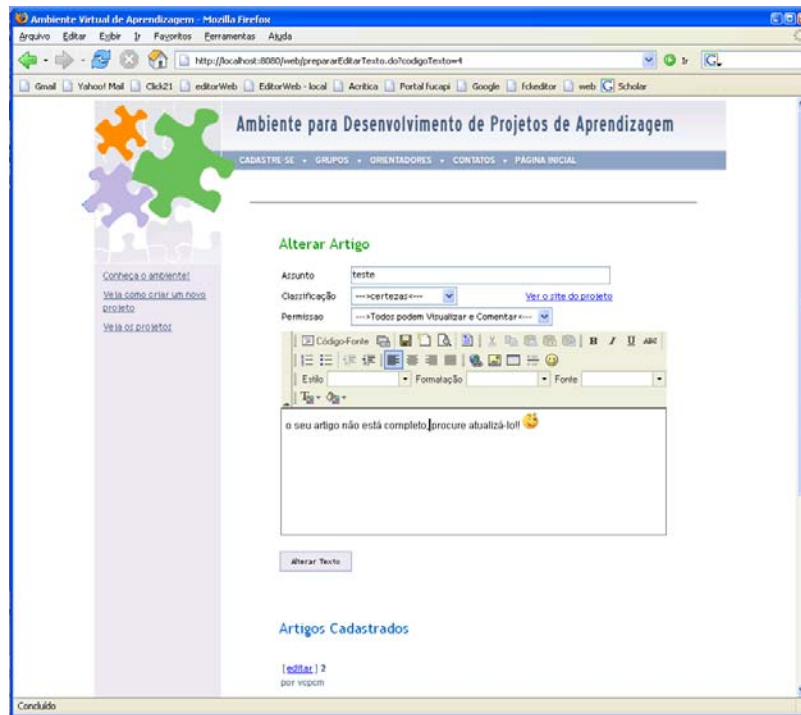 Ambiente Virtual de Aprendizagem - Mozilla Firefox
Arquivo Editar Exibir Ir Favoritos Ferramentas Ajuda
http://localhost:8080/web/prepararEditarTexto.do?codigoTexto=4 Ir G
Gmail Yahoo! Mail Click21 editorWeb EditorWeb - local Acritica Portal fucapi Google fckeditor web G Scholar
Ambiente para Desenvolvimento de Projetos de Aprendizagem
CADASTRE-SE GRUPOS ORIENTADORES CONTATOS PÁGINA INICIAL
Conheça o ambiente!
Veja como criar um novo
projeto
Veja os projetos
Alterar Artigo
Assunto teste
Classificação --->certezas<--- Ver o site do projeto
Permissao --->Todos podem Visualizar e Comentar<---
Código-Fonte B I U ABC
Estilo Formatação Fonte
o seu artigo não está completo, procure atualizá-lo!!
Alterar Texto
Artigos Cadastrados
[ editar ] 2
por vcpcm
Concluído